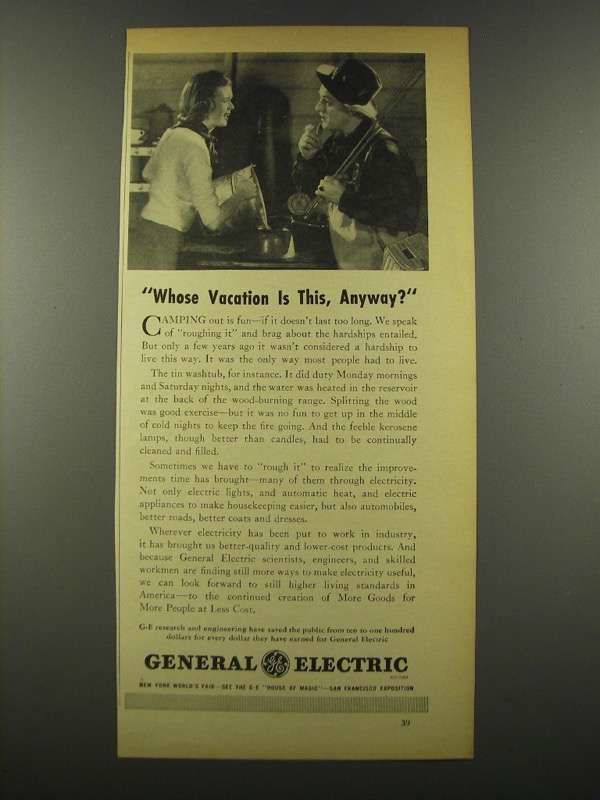 "Whose Vacation Is This, Anyway?"
CAMPING out is fun—if it doesn't last too long. We speak
of "roughing it" and brag about the hardships entailed.
But only a few years ago it wasn't considered a hardship to
live this way. It was the only way most people had to live.
The tin washtub, for instance. It did duty Monday mornings
and Saturday nights, and the water was heated in the reservoir
at the back of the wood-burning range. Splitting the wood
was good exercise—but it was no fun to get up in the middle
of cold nights to keep the fire going. And the feeble kerosene
lamps, though better than candles, had to be continually
cleaned and filled.
Sometimes we have to "rough it" to realize the improve-
ments time has brought—many of them through electricity.
Not only electric lights, and automatic heat, and electric
appliances to make housekeeping easier, but also automobiles,
better roads, better coats and dresses.
Wherever electricity has been put to work in industry,
it has brought us better-quality and lower-cost products. And
because General Electric scientists, engineers, and skilled
workmen are finding still more ways to make electricity useful,
we can look forward to still higher living standards in
America—to the continued creation of More Goods for
More People at Less Cost.
G-E research and engineering have saved the public from ten to one hundred
dollars for every dollar they have earned for General Electric
GENERAL GE ELECTRIC
NEW YORK WORLD'S FAIR—SEE THE G-E "HOUSE OF MAGIC"—SAN FRANCISCO EXPOSITION
39